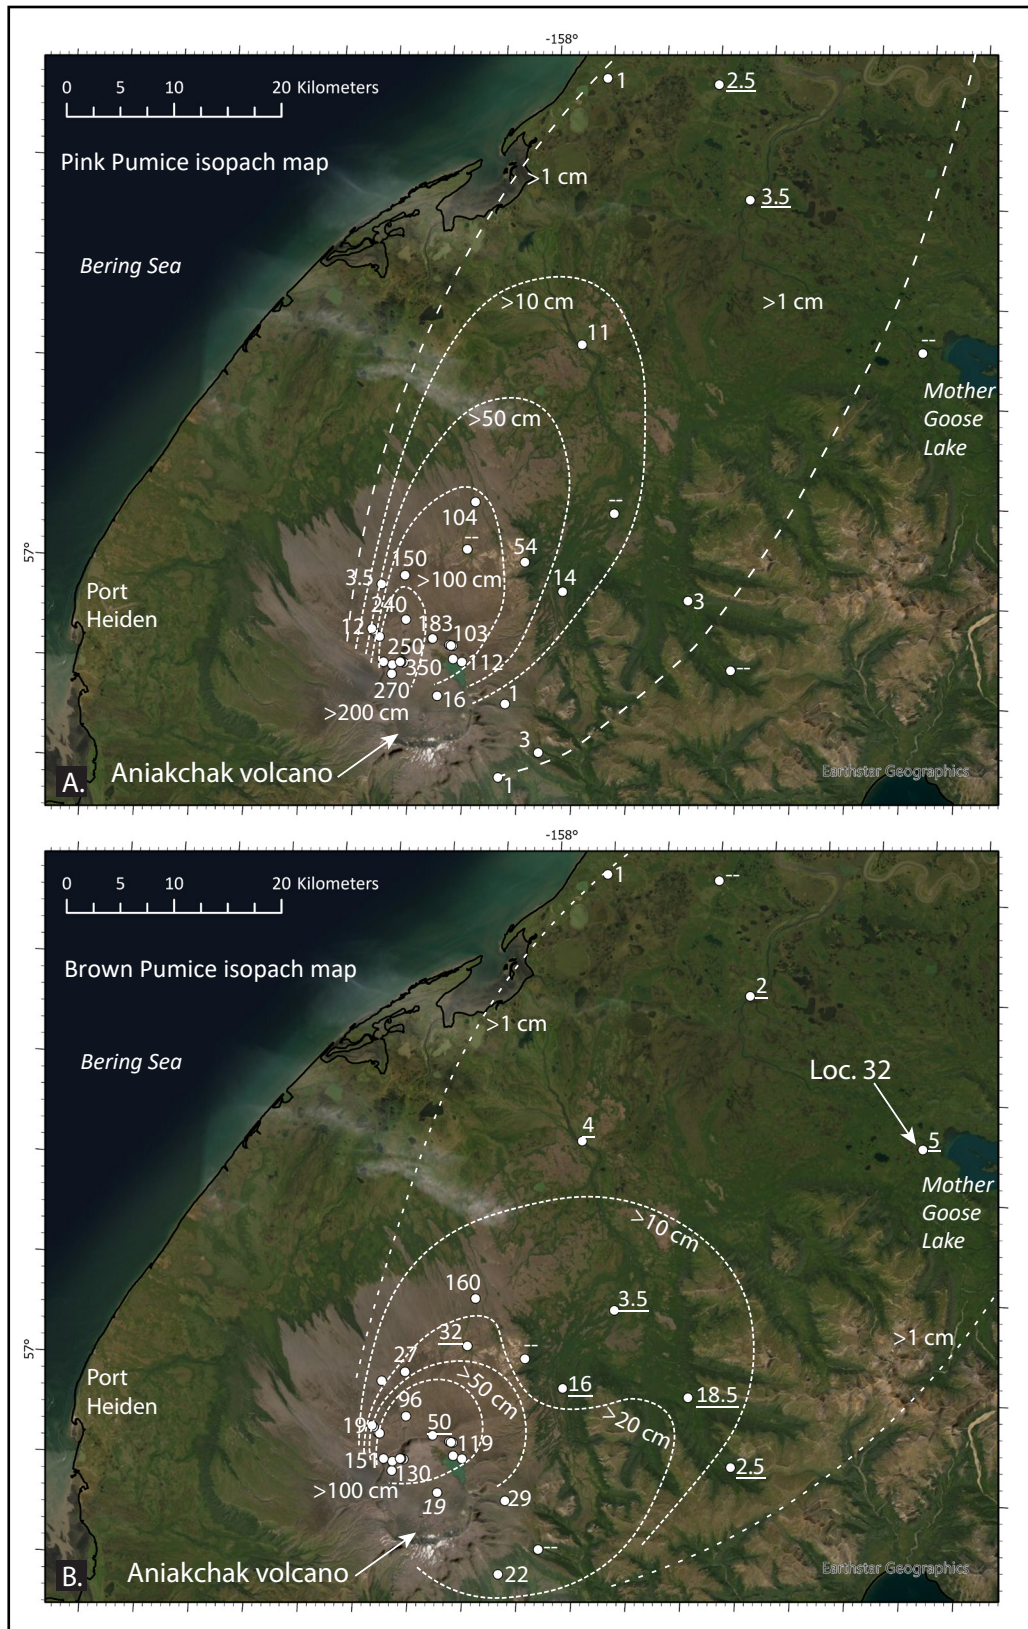 -158°
0 5 10 20 Kilometers
1
2.5
Pink Pumice isopach map
>1 cm
3.5
Bering Sea
>10 cm
>1 cm
11
--
Mother
Goose
Lake
>50 cm
104
--
--
57°
150
54
3.5
>100 cm
14
Port
Heiden
240
3
12
183
103
250
350
112
--
270
16
1
>200 cm
3
Aniakchak volcano
1
Earthstar Geographics
A.
-158°
0 5 10 20 Kilometers
1
--
Brown Pumice isopach map
2
>1 cm
Bering Sea
Loc. 32
4
5
Mother
Goose
Lake
>10 cm
160
3.5
32
>1 cm
57°
--
27
Port
Heiden
>50 cm
16
18.5
96
>20 cm
19
50
119
151
130
2.5
>100 cm
19
29
--
Aniakchak volcano
22
Earthstar Geographics
B.